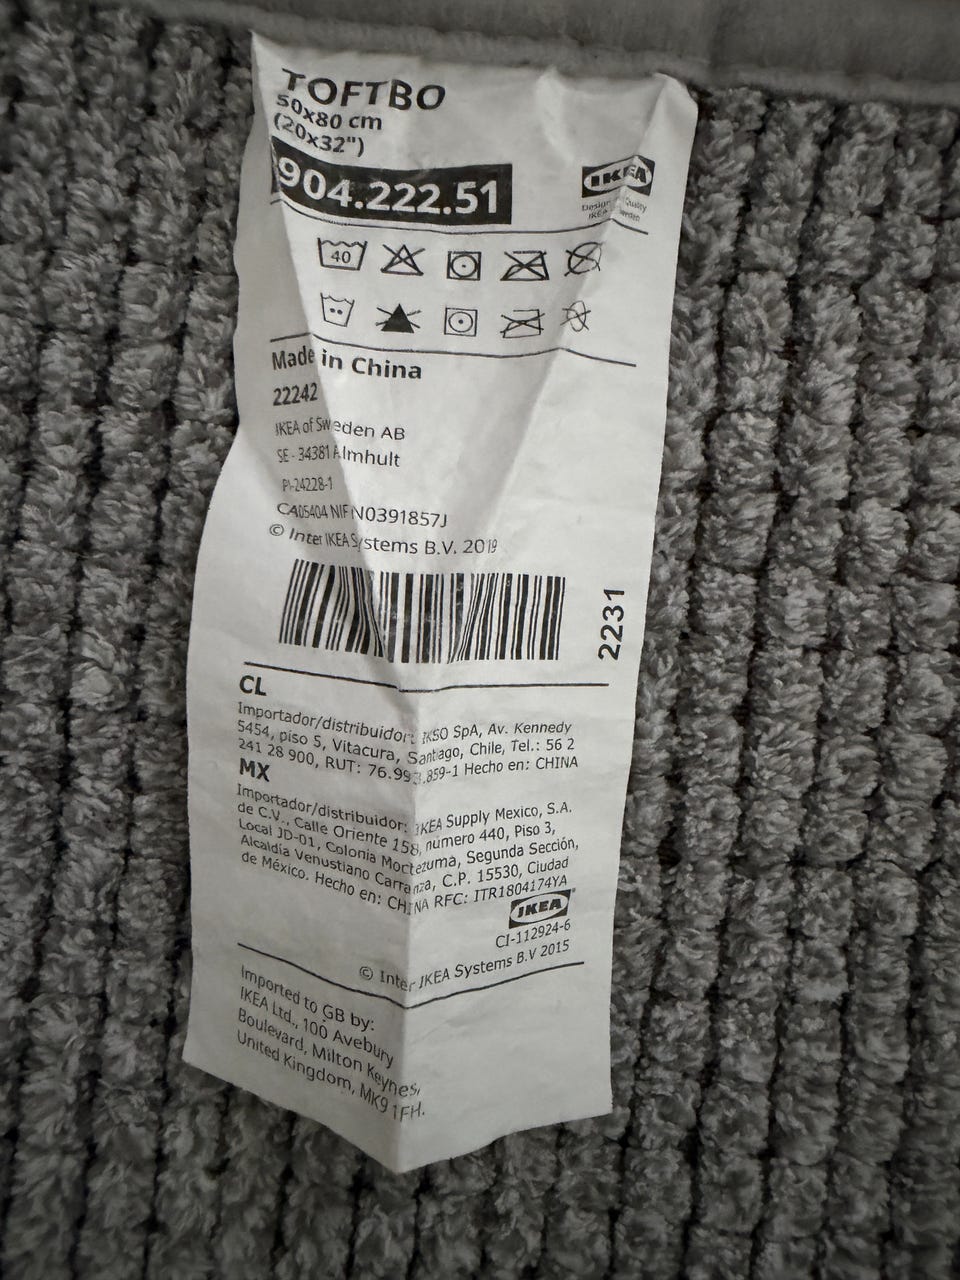 TOFTBO
50x80 cm
(20x32")
904.222.51
IKEA
Design Quality
IKEA Sweden
40
Made in China
22242
IKEA of Sweden AB
SE - 34381 Älmhult
PI-24228-1
CA05404 NIF N0391857J
© Inter IKEA Systems B.V. 2019
2231
CL
Importador/distribuidor: IKSO SpA, Av. Kennedy
5454, piso 5, Vitacura, Santiago, Chile, Tel.: 56 2
241 28 900, RUT: .859-1 Hecho en: CHINA
MX
Importador/distribuidor: IKEA Supply Mexico, S.A.
de C.V., Calle Oriente 158, número 440, Piso 3,
Local JD-01, Colonia Moctezuma, Segunda Sección,
Alcaldía Venustiano Carranza, C.P. 15530, Ciudad
de México. Hecho en: CHINA RFC: ITR1804174YA
IKEA
CI-112924-6
© Inter IKEA Systems B.V 2015
Imported to GB by:
IKEA Ltd., 100 Avebury
Boulevard, Milton Keynes,
United Kingdom, MK9 1FH.